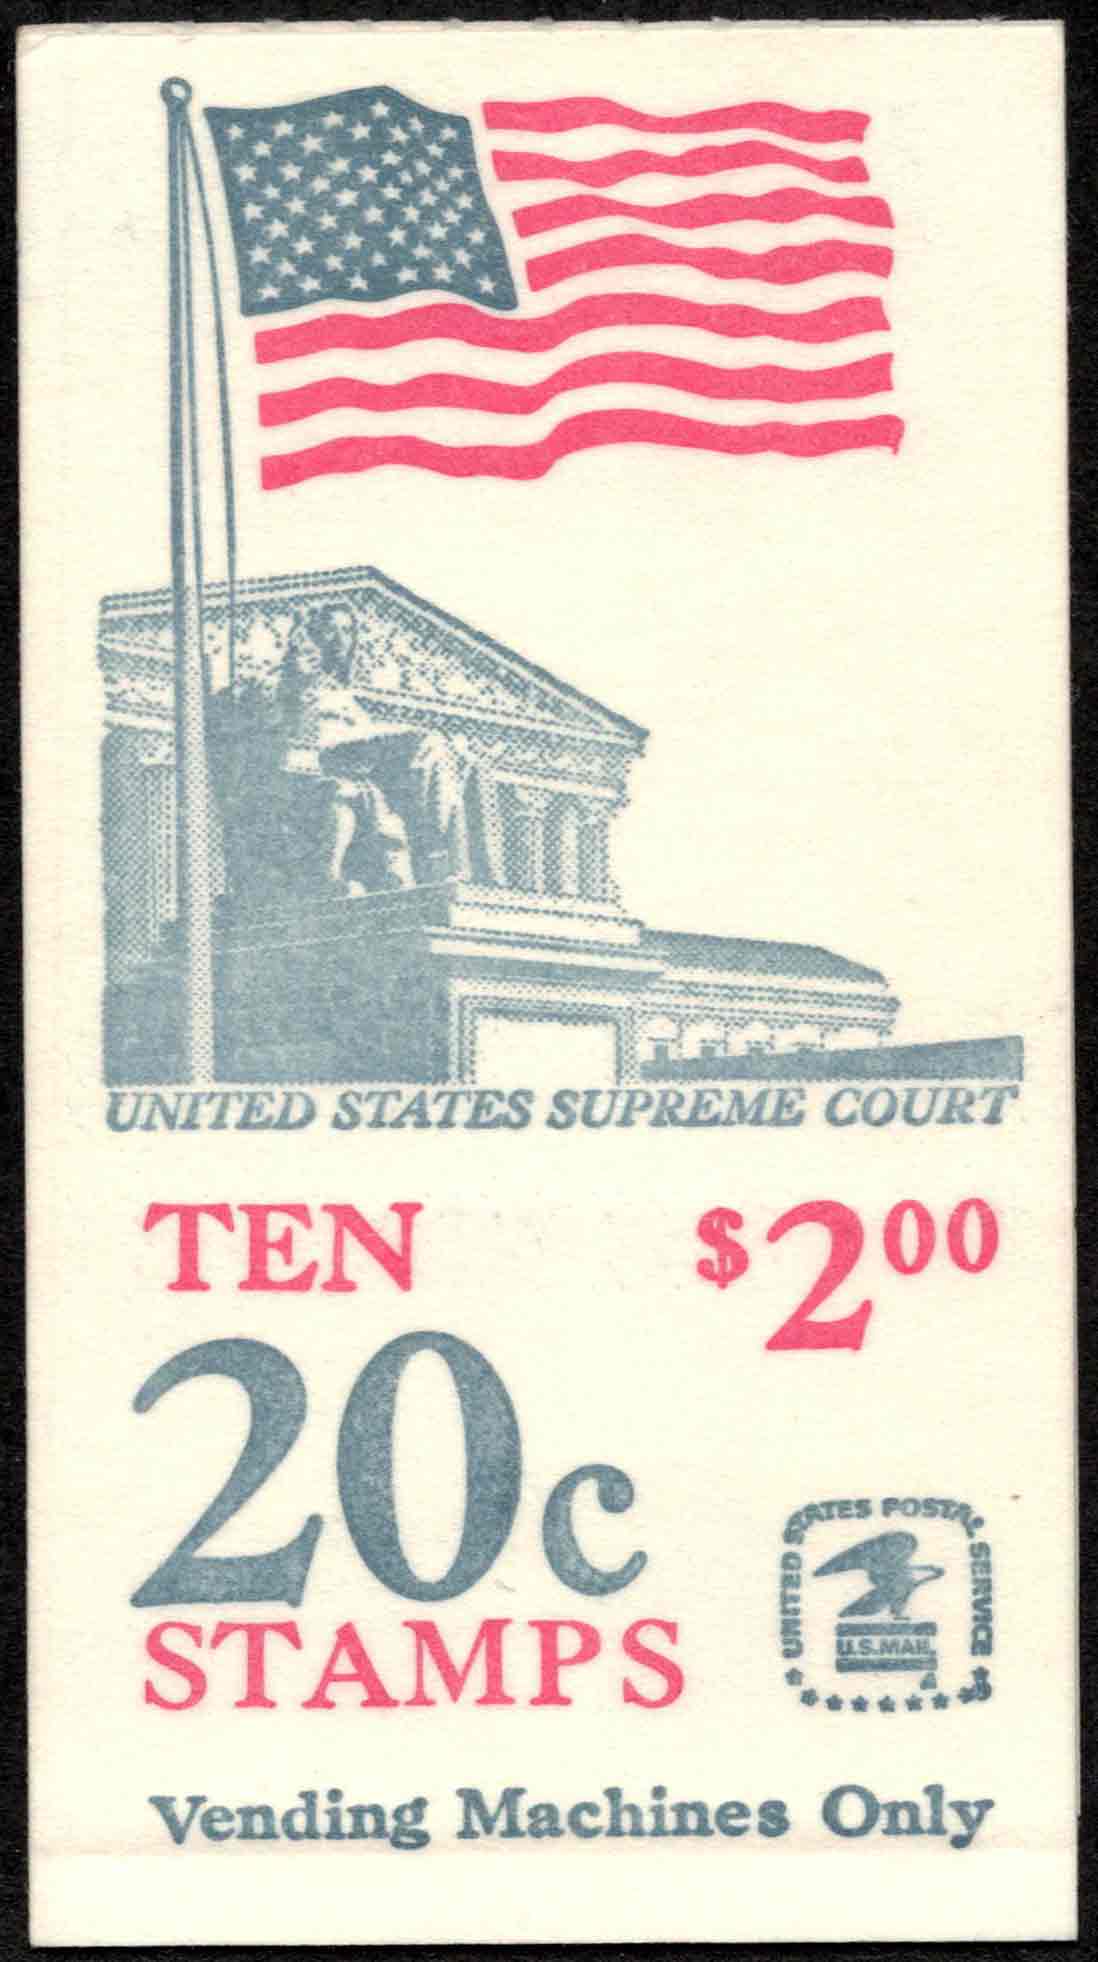 UNITED STATES SUPREME COURT
TEN
$2.00
20c
STAMPS
UNITED STATES POSTAL SERVICE
U.S.MAIL
Vending Machines Only